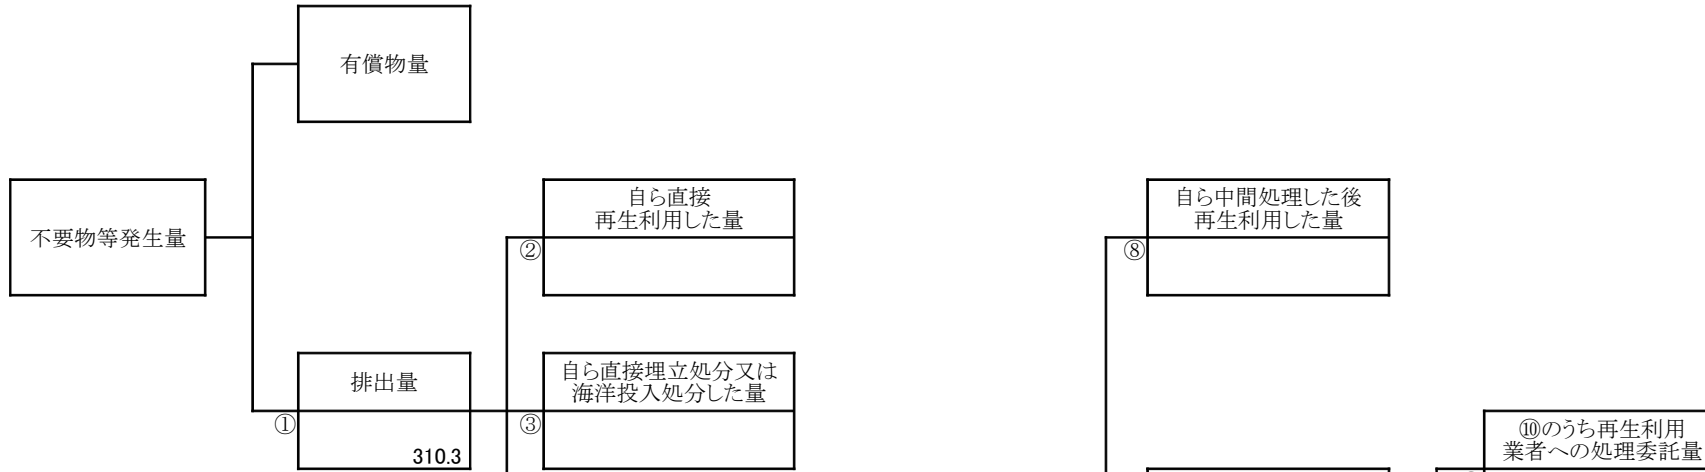 有償物量
不要物等発生量
自ら直接
再生利用した量
②
自ら中間処理した後
再生利用した量
⑧
排出量
①
310.3
自ら直接埋立処分又は
海洋投入処分した量
③
⑩のうち再生利用
業者への処理委託量